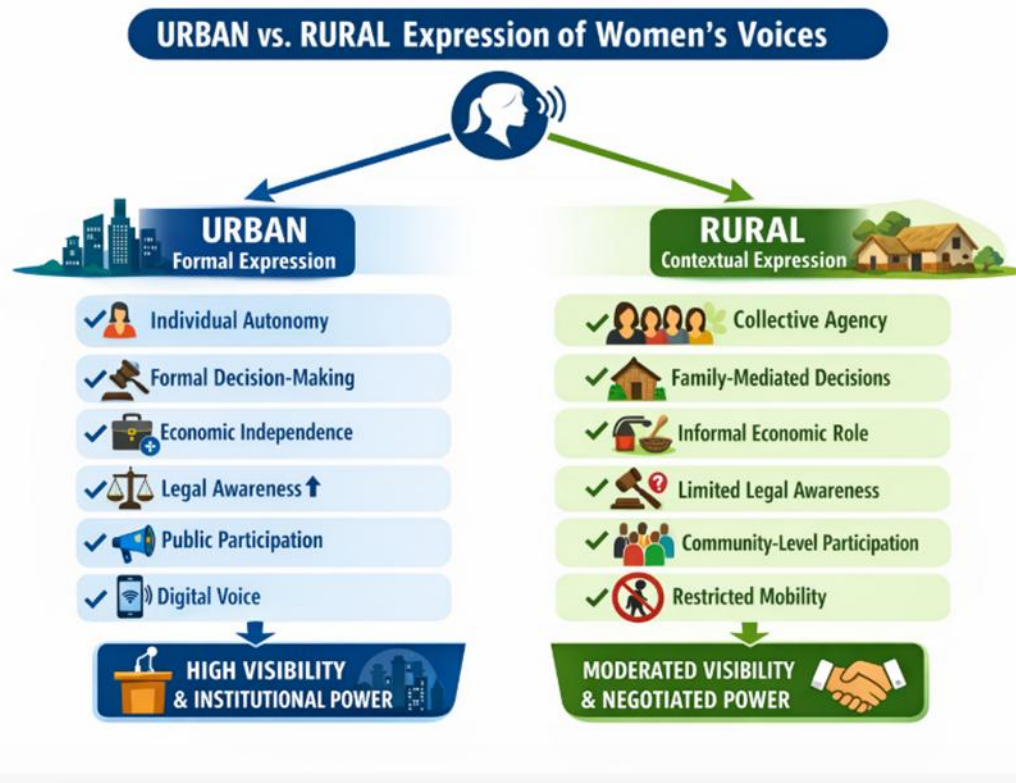 URBAN vs. RURAL Expression of Women's Voices
URBAN
Formal Expression
Individual Autonomy
Formal Decision-Making
Economic Independence
Legal Awareness ↑
Public Participation
Digital Voice
HIGH VISIBILITY
& INSTITUTIONAL POWER
RURAL
Contextual Expression
Collective Agency
Family-Mediated Decisions
Informal Economic Role
? Limited Legal Awareness
Community-Level Participation
Restricted Mobility
MODERATED VISIBILITY
& NEGOTIATED POWER